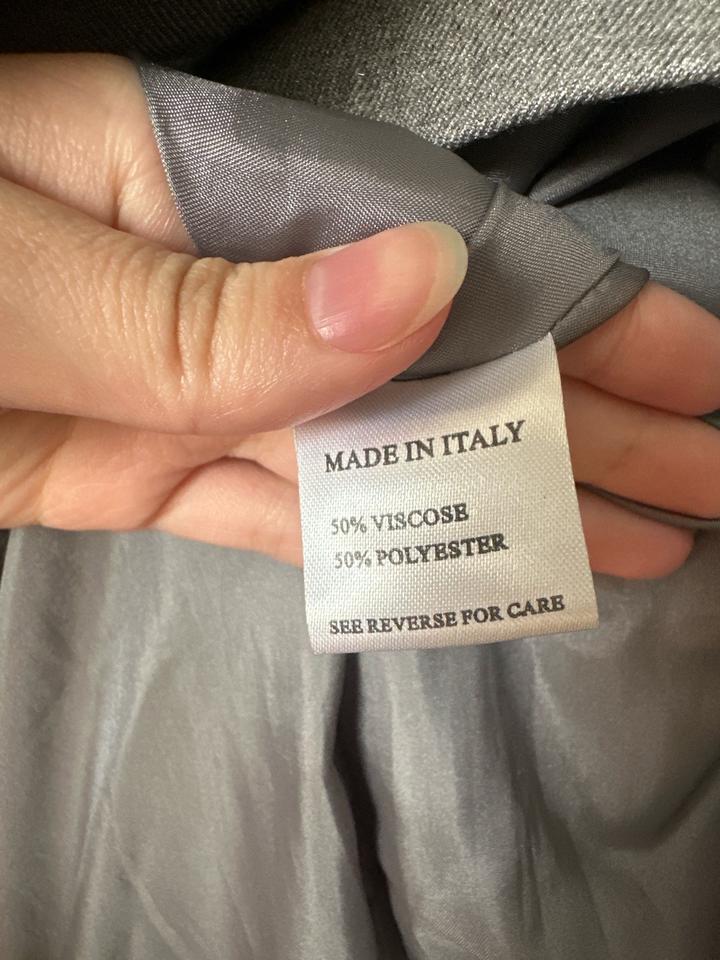 MADE IN ITALY
50% VISCOSE
50% POLYESTER
SEE REVERSE FOR CARE